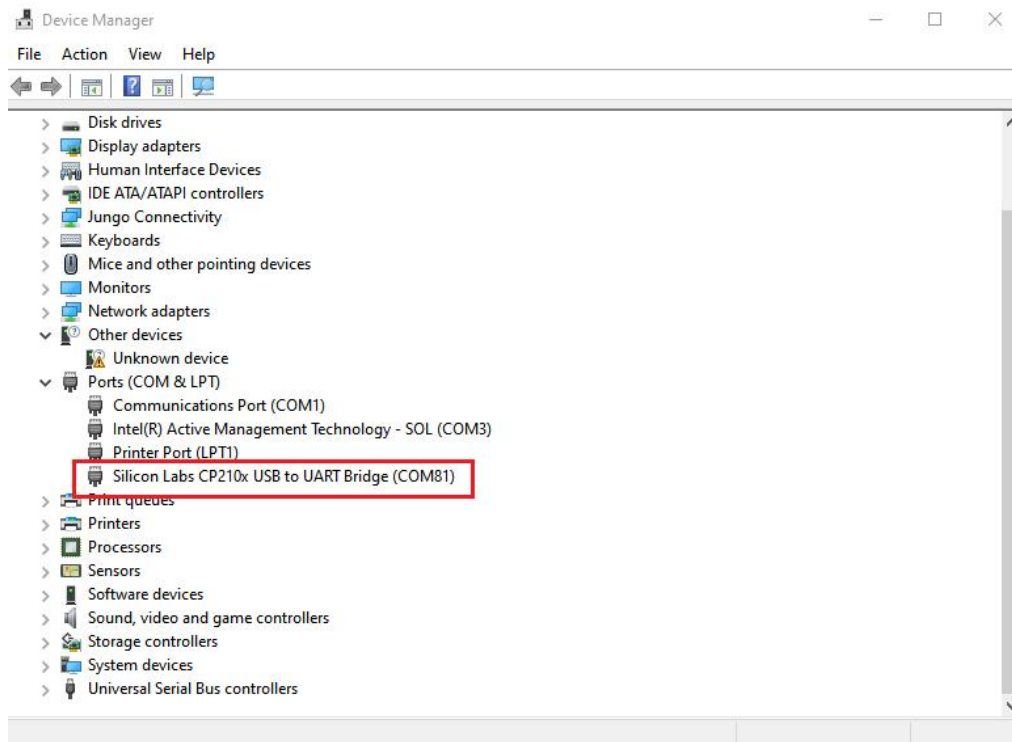 Device Manager
File Action View Help
Disk drives
Display adapters
Human Interface Devices
IDE ATA/ATAPI controllers
Jungo Connectivity
Keyboards
Mice and other pointing devices
Monitors
Network adapters
Other devices
Unknown device
Ports (COM & LPT)
Communications Port (COM1)
Intel(R) Active Management Technology - SOL (COM3)
Printer Port (LPT1)
Silicon Labs CP210x USB to UART Bridge (COM81)
Print queues
Printers
Processors
Sensors
Software devices
Sound, video and game controllers
Storage controllers
System devices
Universal Serial Bus controllers